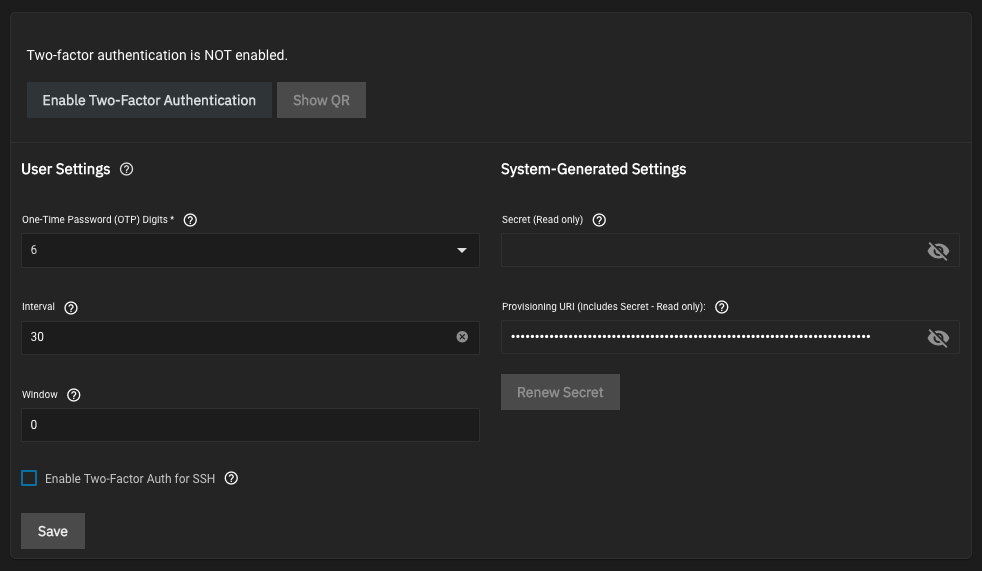 Two-factor authentication is NOT enabled.
Enable Two-Factor Authentication
Show QR
User Settings
One-Time Password (OTP) Digits *
6
Interval
30
Window
0
Enable Two-Factor Auth for SSH
Save
System-Generated Settings
Secret (Read only)
Provisioning URI (includes Secret - Read only):
Renew Secret